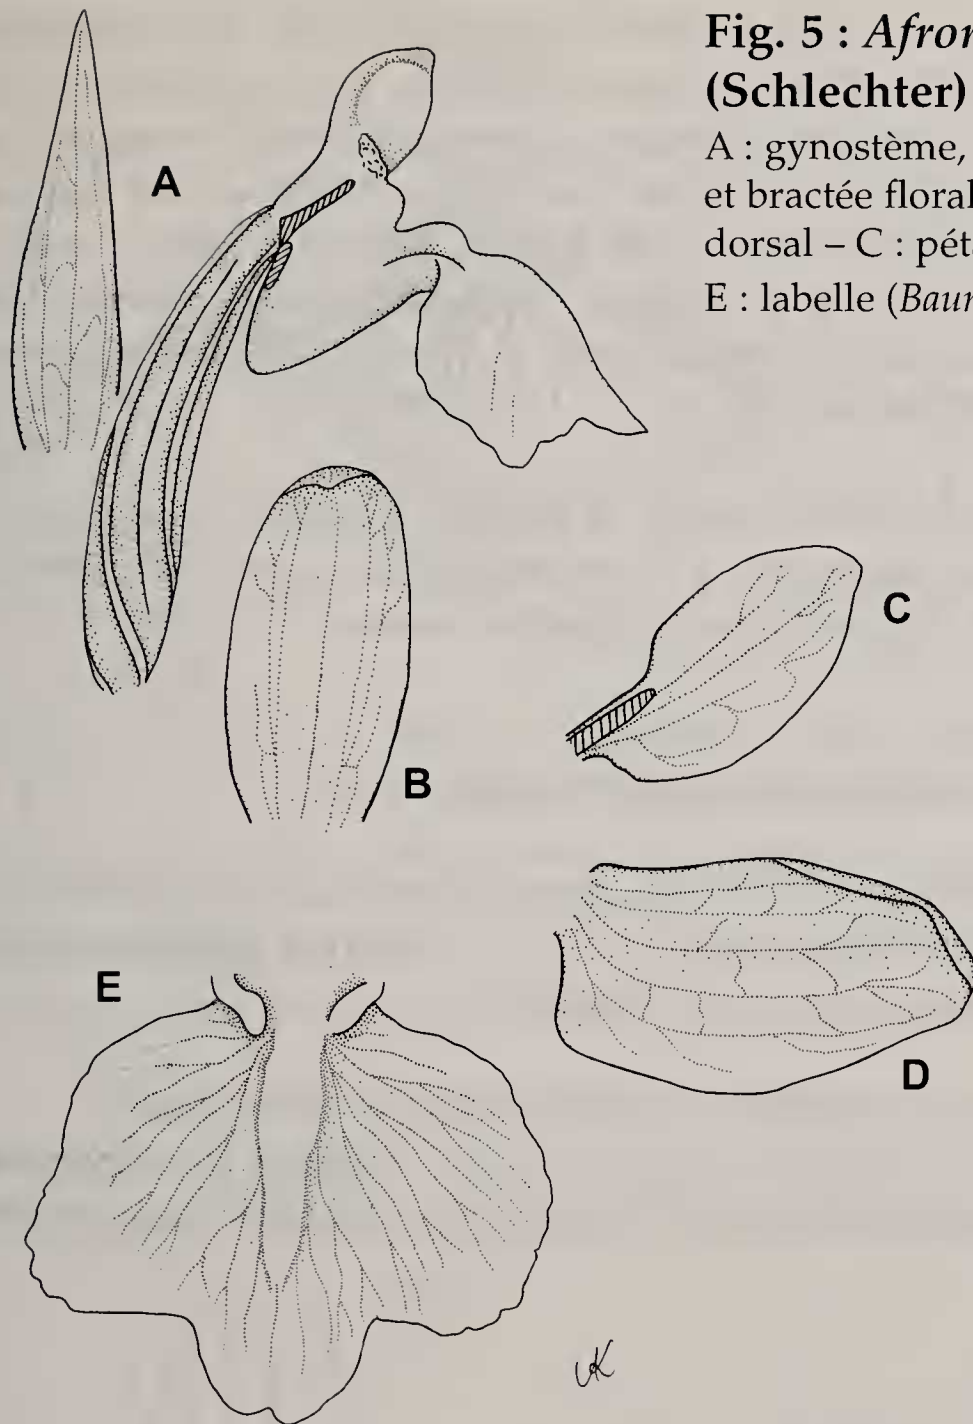 Fig. 5 : Afror
(Schlechter)
A : gynostème,
et bractée floral
dorsal – C : pét
E : labelle (Baur
A
B
C
D
E